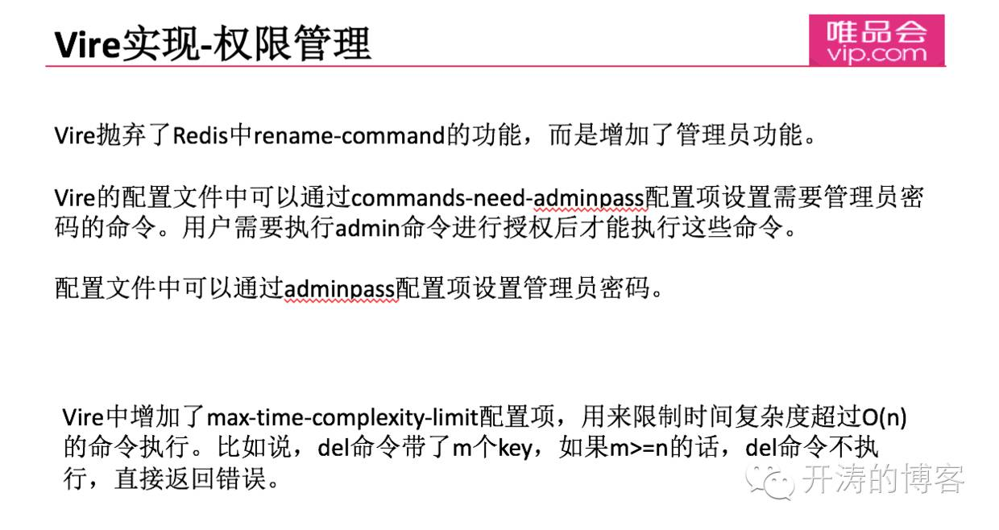 Vire实现-权限管理
唯品会
vip.com
Vire抛弃了Redis中rename-command的功能，而是增加了管理员功能。
Vire的配置文件中可以通过commands-need-adminpass配置项设置需要管理员密
码的命令。用户需要执行admin命令进行授权后才能执行这些命令。
配置文件中可以通过adminpass配置项设置管理员密码。
Vire中增加了max-time-complexity-limit配置项，用来限制时间复杂度超过O(n)
的命令执行。比如说，del命令带了m个key，如果m>=n的话，del命令不执
行，直接返回错误。
开涛的博客